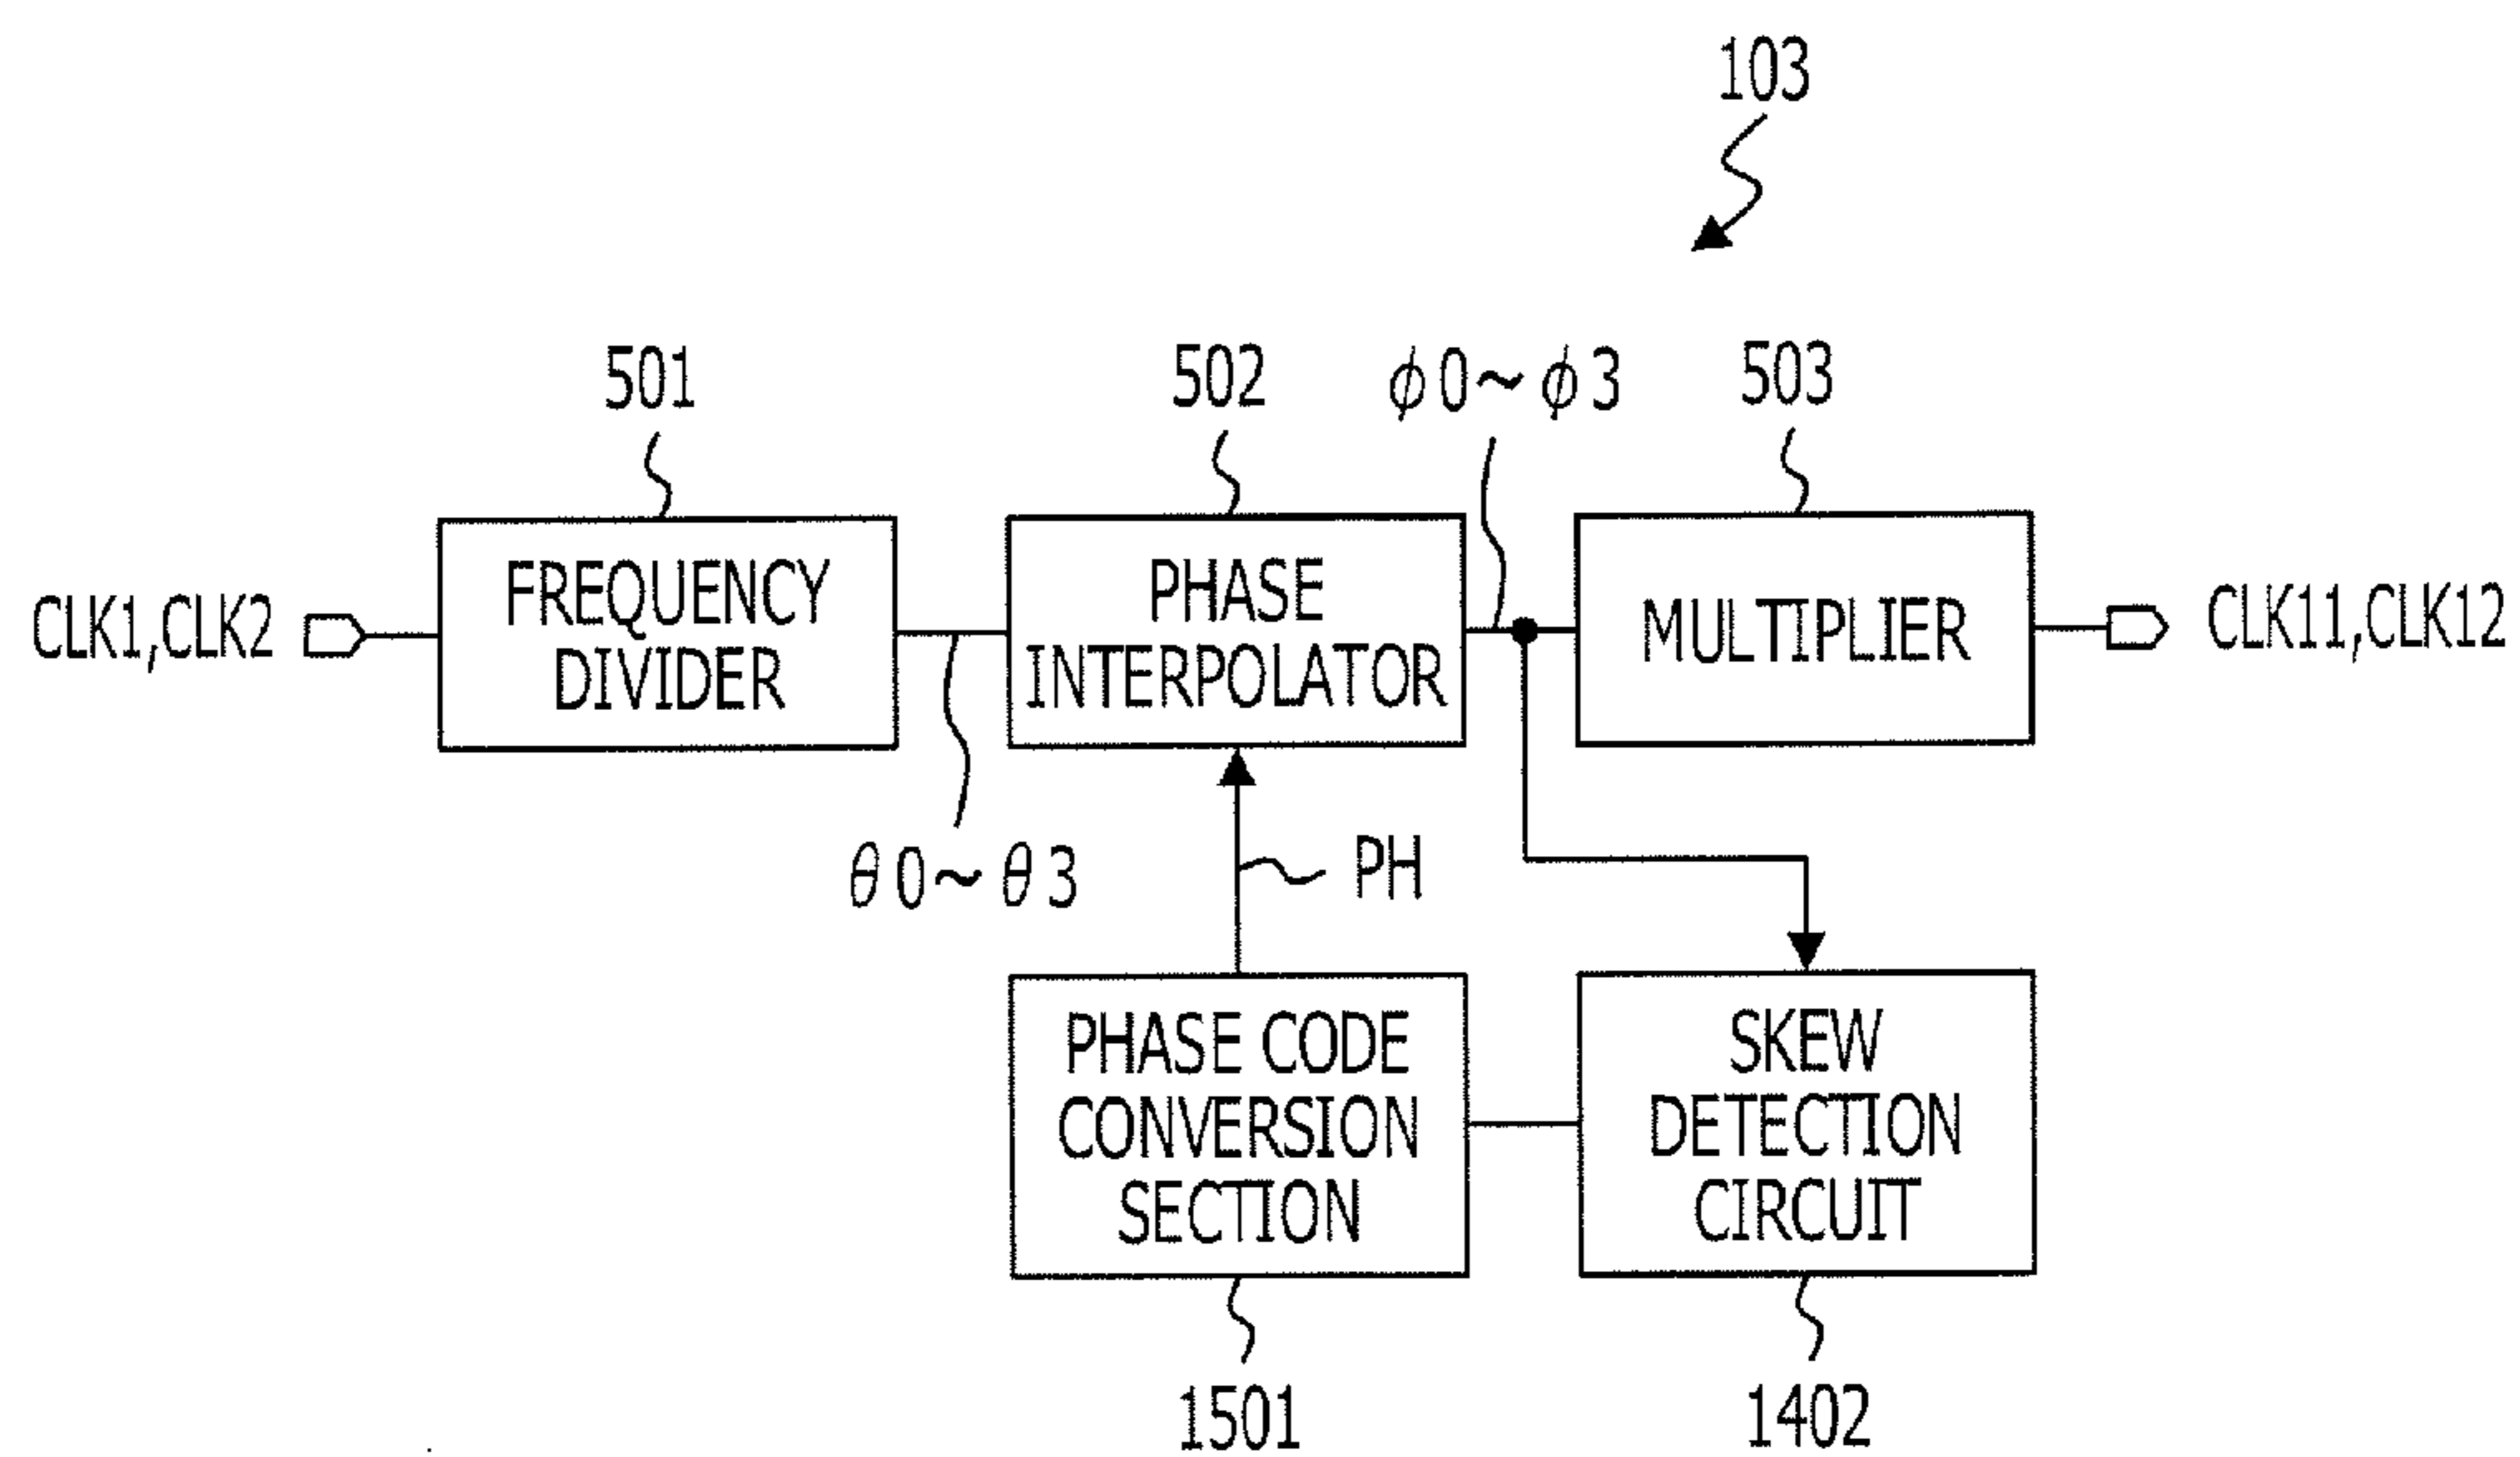 103
501
502
ϕ0~ϕ3
503
CLK1,CLK2
FREQUENCY
DIVIDER
PHASE
INTERPOLATOR
MULTIPLIER
CLK11,CLK12
θ0~θ3
PH
PHASE CODE
CONVERSION
SECTION
SKEW
DETECTION
CIRCUIT
1501
1402